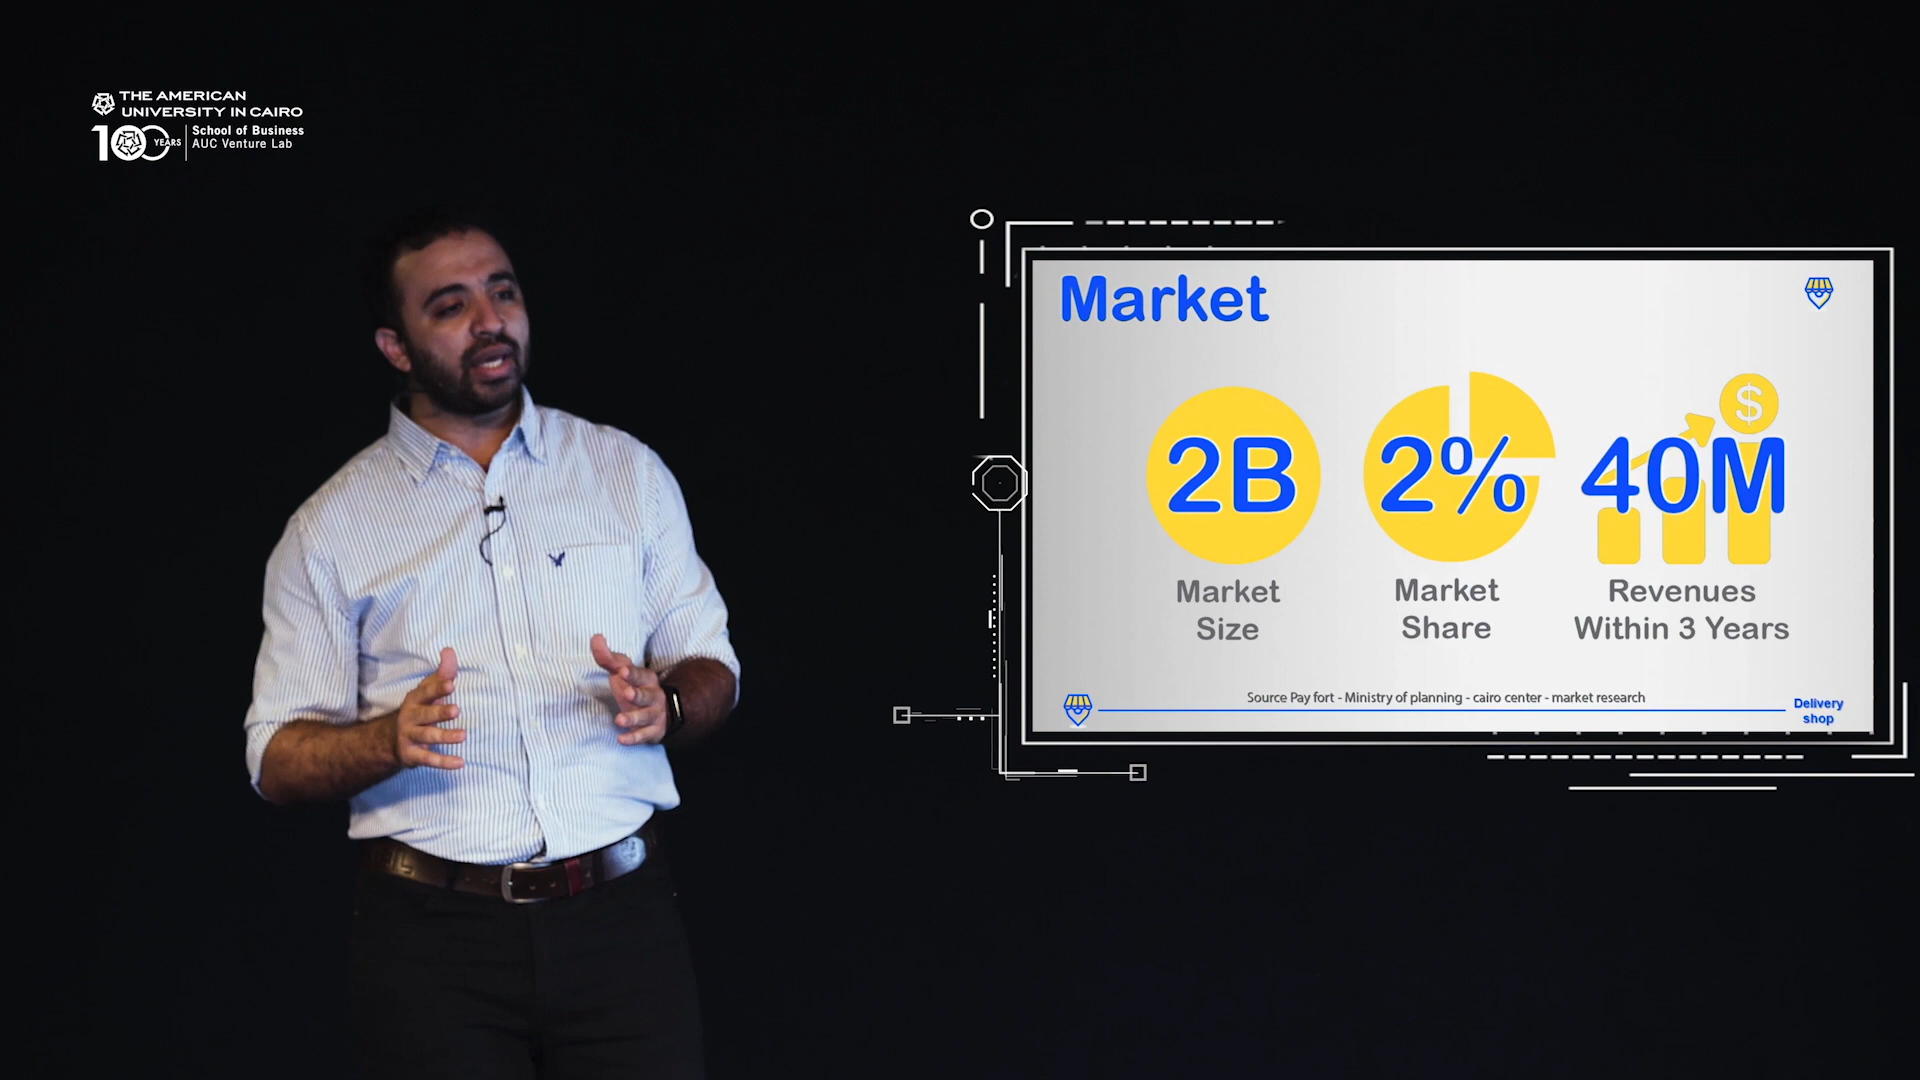 THE AMERICAN
UNIVERSITY IN CAIRO
100 YEARS
School of Business
AUC Venture Lab
Market
2B
2%
$
40M
Market
Size
Market
Share
Revenues
Within 3 Years
Source Pay fort - Ministry of planning - cairo center - market research
Delivery
shop